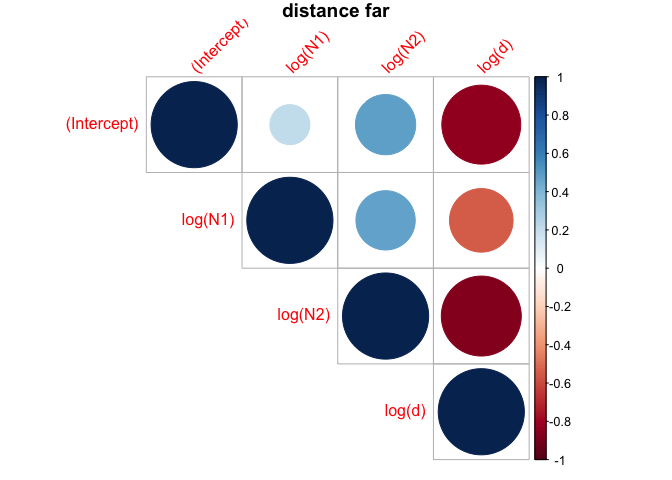 distance far
(Intercept)
log(N1)
log(N2)
log(d)
(Intercept)
log(N1)
log(N2)
log(d)
1
0.8
0.6
0.4
0.2
0
-0.2
-0.4
-0.6
-0.8
-1